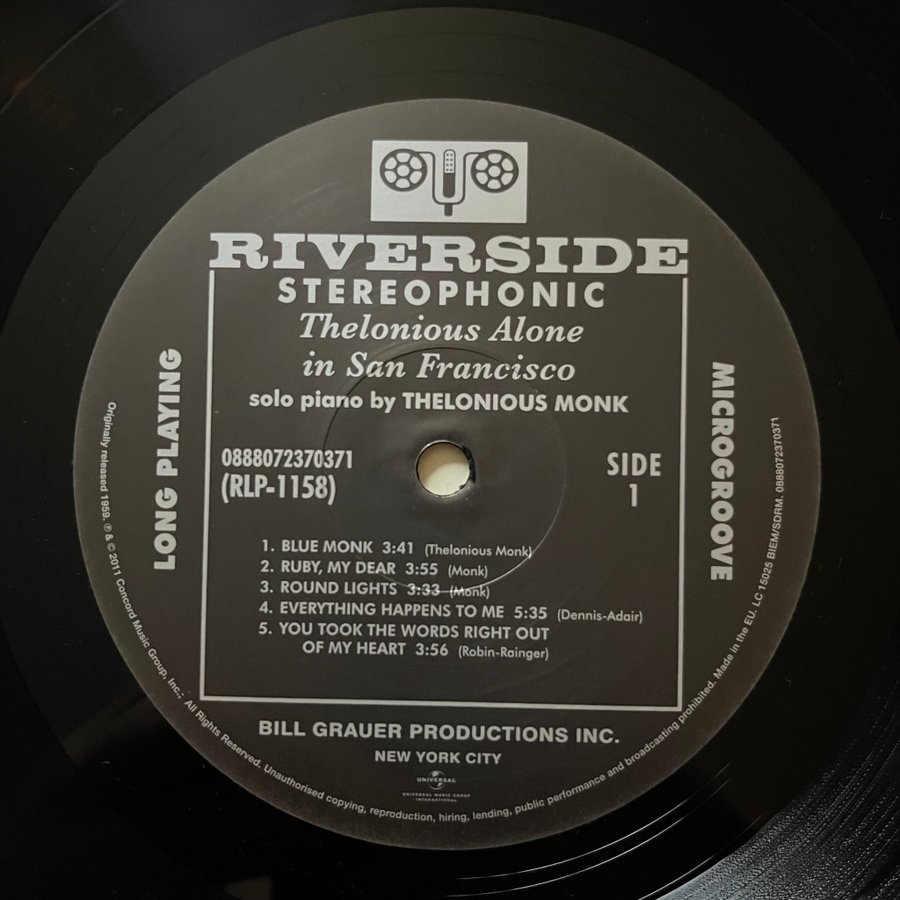 RIVERSIDE
STEREOPHONIC
Thelonious Alone
in San Francisco
solo piano by THELONIOUS MONK
0888072370371
(RLP-1158)
SIDE
1
LONG PLAYING
MICROGROOVE
1. BLUE MONK 3:41 (Thelonious Monk)
2. RUBY, MY DEAR 3:55 (Monk)
3. ROUND LIGHTS 3:33 (Monk)
4. EVERYTHING HAPPENS TO ME 5:35 (Dennis-Adair)
5. YOU TOOK THE WORDS RIGHT OUT
OF MY HEART 3:56 (Robin-Rainger)
BILL GRAUER PRODUCTIONS INC.
NEW YORK CITY
UNIVERSAL
UNIVERSAL MUSIC GROUP
INTERNATIONAL
Originally released 1959. ℗ & © 2011 Concord Music Group, Inc.; All Rights Reserved. Unauthorised copying, reproduction, hiring, lending, public performance and broadcasting prohibited. Made in the EU. LC 15025 BIEM/SDRM. 0888072370371